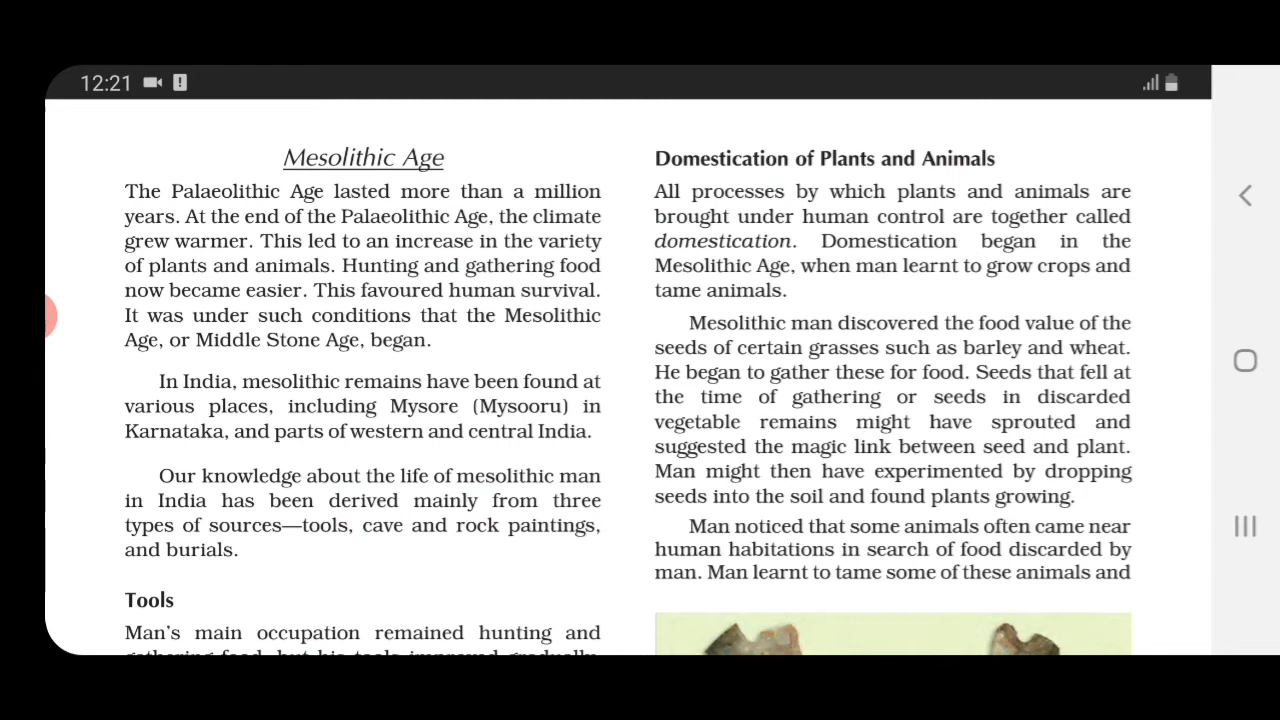 12:21
Mesolithic Age
The Palaeolithic Age lasted more than a million
years. At the end of the Palaeolithic Age, the climate
grew warmer. This led to an increase in the variety
of plants and animals. Hunting and gathering food
now became easier. This favoured human survival.
It was under such conditions that the Mesolithic
Age, or Middle Stone Age, began.
In India, mesolithic remains have been found at
various places, including Mysore (Mysooru) in
Karnataka, and parts of western and central India.
Our knowledge about the life of mesolithic man
in India has been derived mainly from three
types of sources—tools, cave and rock paintings,
and burials.
Tools
Man's main occupation remained hunting and
gathering food, but his tools improved gradually.
Domestication of Plants and Animals
All processes by which plants and animals are
brought under human control are together called
domestication. Domestication began in the
Mesolithic Age, when man learnt to grow crops and
tame animals.
Mesolithic man discovered the food value of the
seeds of certain grasses such as barley and wheat.
He began to gather these for food. Seeds that fell at
the time of gathering or seeds in discarded
vegetable remains might have sprouted and
suggested the magic link between seed and plant.
Man might then have experimented by dropping
seeds into the soil and found plants growing.
Man noticed that some animals often came near
human habitations in search of food discarded by
man. Man learnt to tame some of these animals and